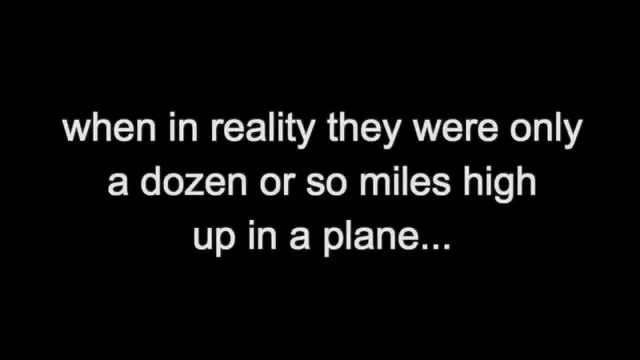 when in reality they were only
a dozen or so miles high
up in a plane...